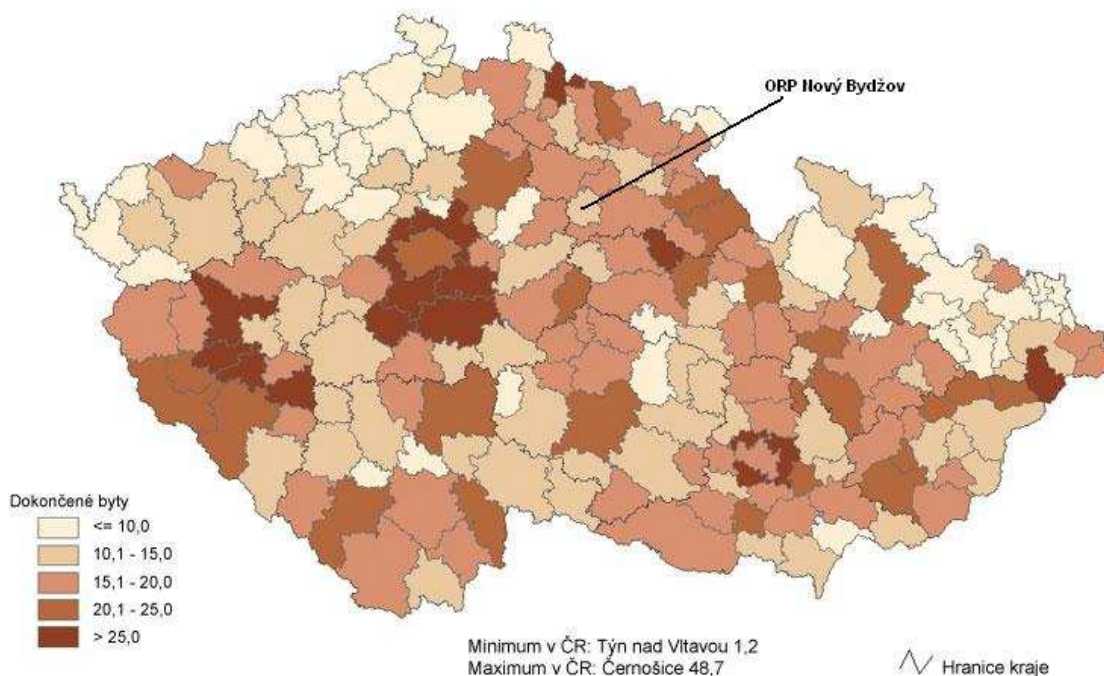 ORP Nový Bydžov
Dokončené byty
<= 10,0
10,1 - 15,0
15,1 - 20,0
20,1 - 25,0
> 25,0
Minimum v ČR: Týn nad Vltavou 1,2
Maximum v ČR: Černošice 48,7
Hranice kraje